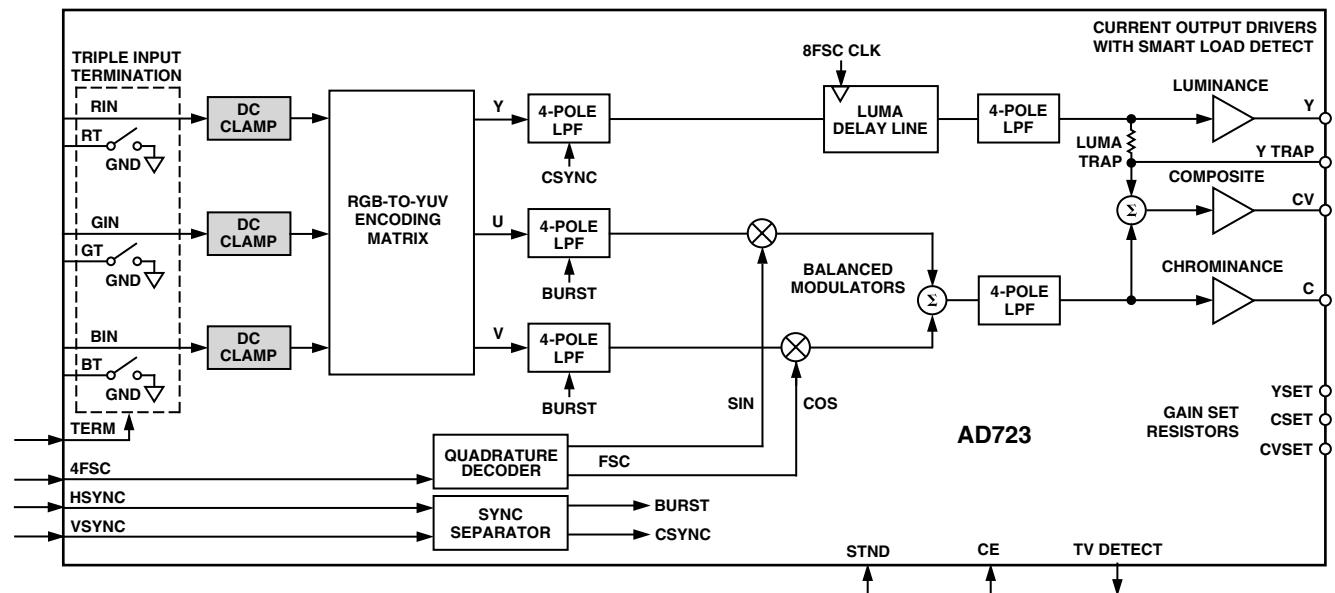 CURRENT OUTPUT DRIVERS
WITH SMART LOAD DETECT
TRIPLE INPUT
TERMINATION
8FSC CLK
RIN
DC
CLAMP
Y
4-POLE
LPF
LUMA
DELAY LINE
4-POLE
LPF
LUMINANCE
Y
RT
GND
CSYNC
LUMA
TRAP
Y TRAP
RGB-TO-YUV
ENCODING
MATRIX
GIN
DC
CLAMP
U
4-POLE
LPF
COMPOSITE
Σ
CV
GT
GND
BURST
BALANCED
MODULATORS
Σ
4-POLE
LPF
CHROMINANCE
C
BIN
DC
CLAMP
V
4-POLE
LPF
BT
GND
BURST
SIN
COS
YSET
GAIN SET
RESISTORS
CSET
CVSET
AD723
TERM
4FSC
QUADRATURE
DECODER
FSC
HSYNC
VSYNC
SYNC
SEPARATOR
BURST
CSYNC
STND
CE
TV DETECT